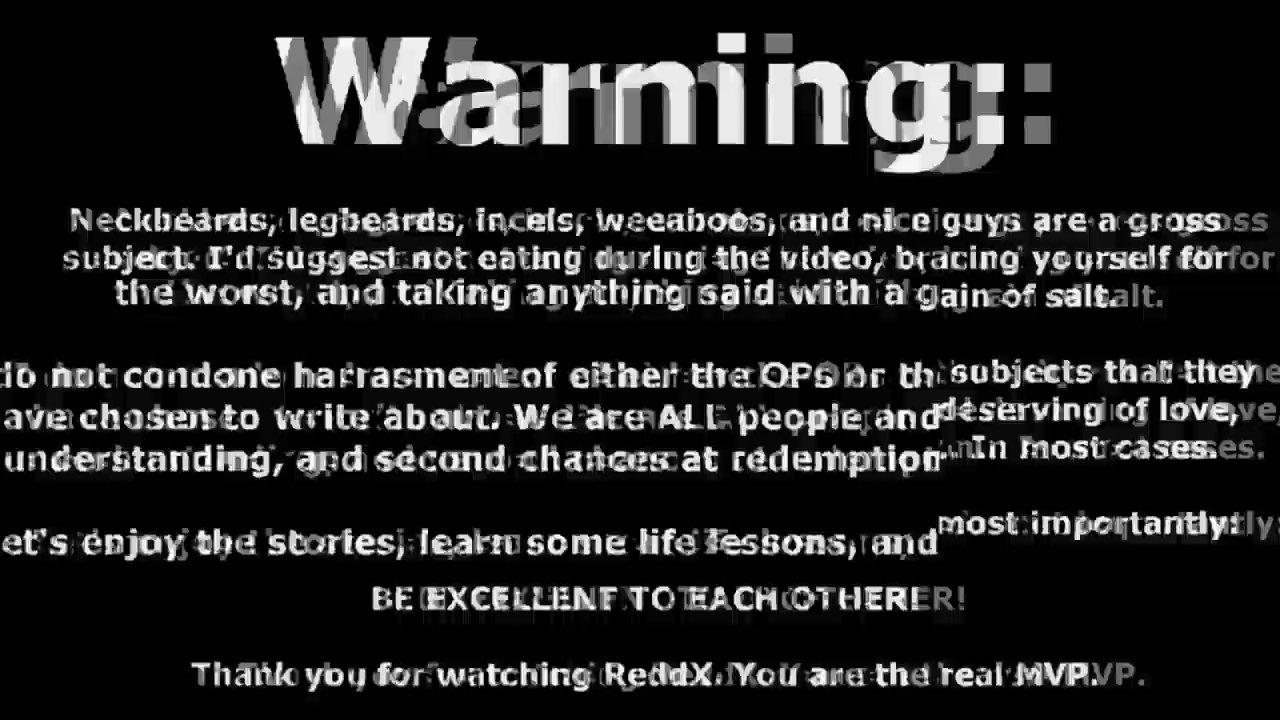 Warning:
Neckbeards, legbeards, incels, weeaboos, and nice guys are a gross
subject. I'd suggest not eating during the video, bracing yourself for
the worst, and taking anything said with a gain of salt.
do not condone harrasment of either the OPS or th subjects that they
ave chosen to write about. We are ALL people and deserving of love,
understanding, and second chances at redemption In most cases.
et's enjoy the stories, learn some life lessons, and most importantly:
BE EXCELLENT TO EACH OTHER!
Thank you for watching ReddX. You are the real MVP.